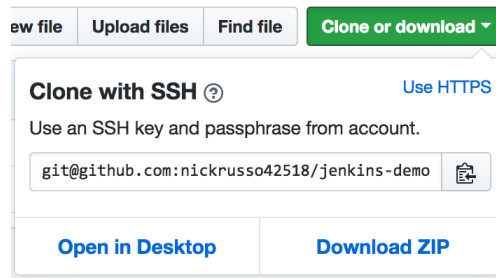 ew file Upload files Find file Clone or download
Clone with SSH ? Use HTTPS
Use an SSH key and passphrase from account.
git@github.com:nickrusso42518/jenkins-demo
Open in Desktop Download ZIP